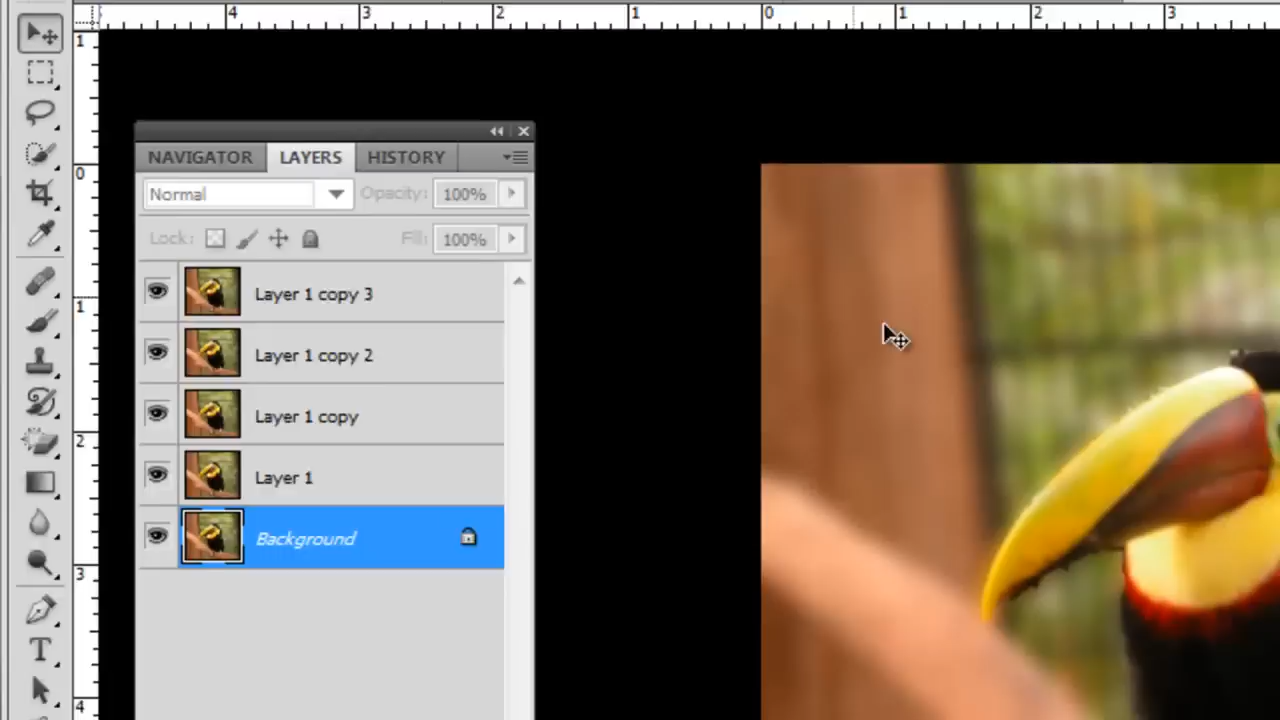 4 3 2 1 0 1 2 3
1
0
1
2
3
4
NAVIGATOR LAYERS HISTORY
Normal Opacity: 100%
Lock: Fill: 100%
Layer 1 copy 3
Layer 1 copy 2
Layer 1 copy
Layer 1
Background
T